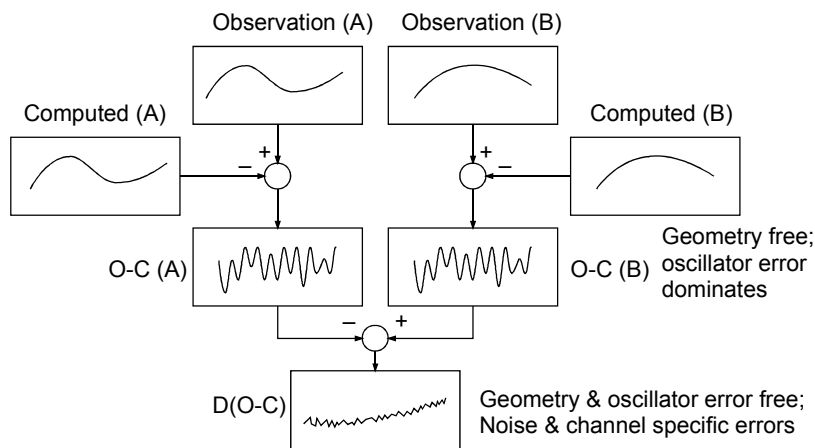 Observation (A)
Observation (B)
Computed (A)
Computed (B)
+
–
+
–
O-C (A)
O-C (B)
Geometry free;
oscillator error
dominates
–
+
D(O-C)
Geometry & oscillator error free;
Noise & channel specific errors